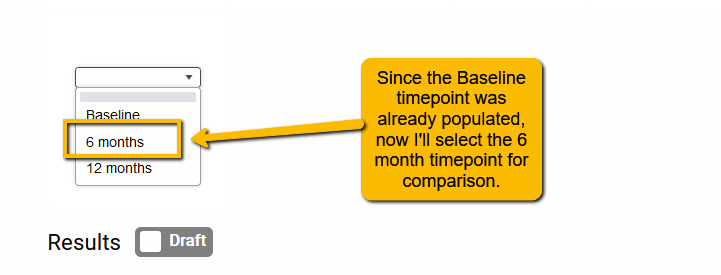 Baseline
6 months
12 months
Since the Baseline
timepoint was
already populated,
now I'll select the 6
month timepoint for
comparison.
Results
Draft